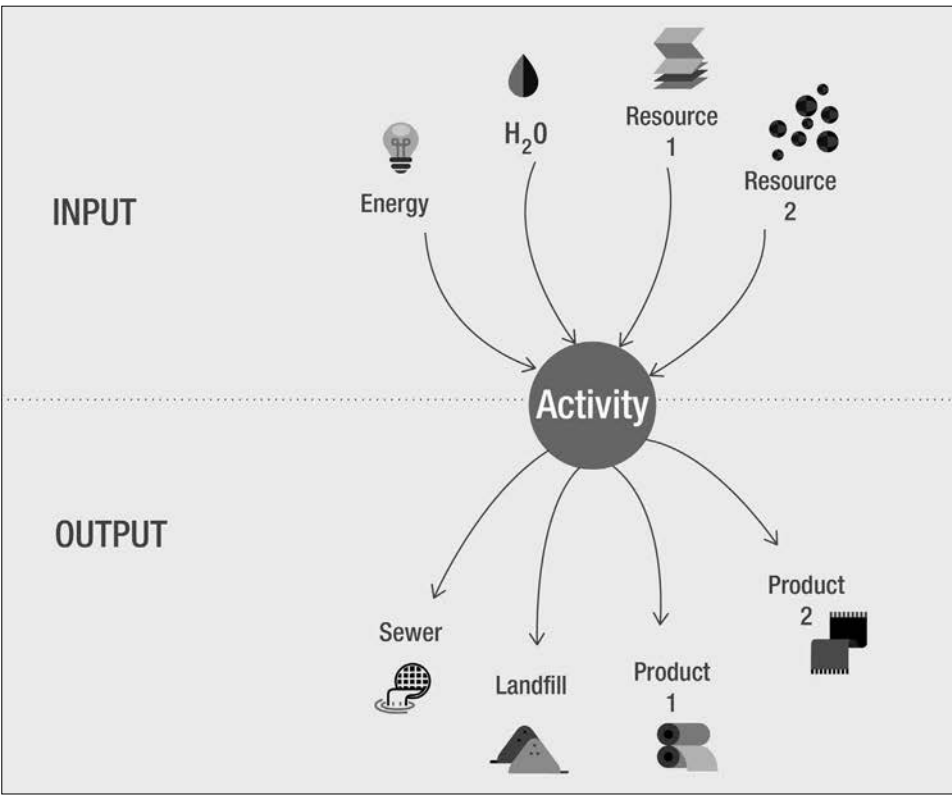 INPUT
Energy
H₂O
Resource
1
Resource
2
Activity
OUTPUT
Sewer
Landfill
Product
1
Product
2